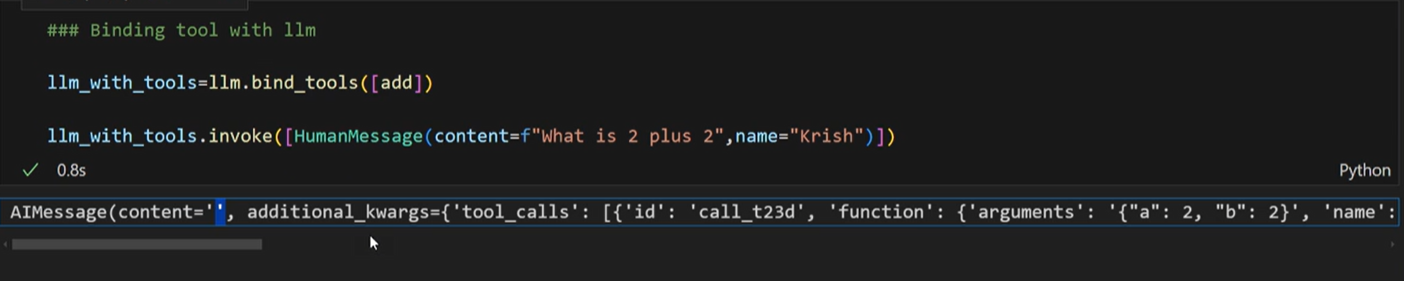 ### Binding tool with llm
llm_with_tools=llm.bind_tools([add])
llm_with_tools.invoke([HumanMessage(content=f"What is 2 plus 2",name="Krish")])
0.8s
Python
AIMessage(content='', additional_kwargs={'tool_calls': [{'id': 'call_t23d', 'function': {'arguments': '{"a": 2, "b": 2}', 'name':